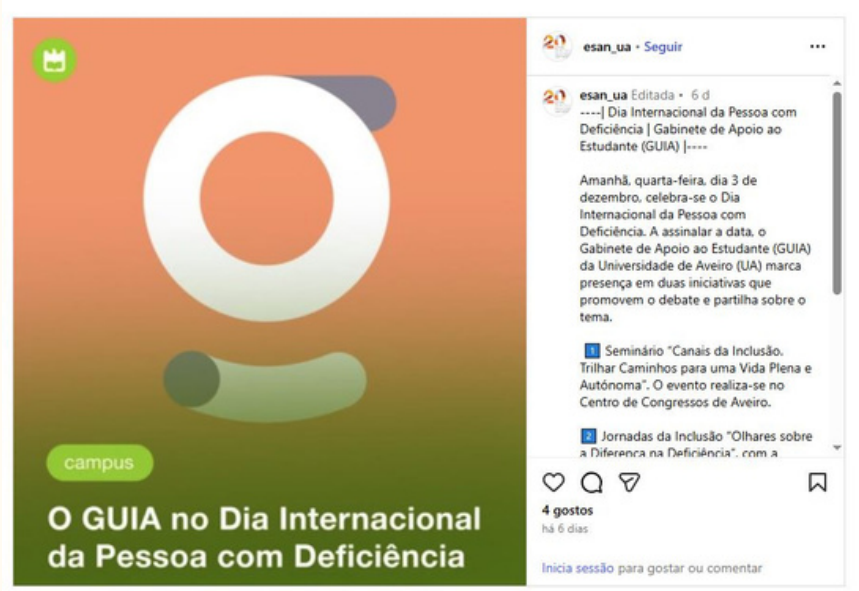 campus
O GUIA no Dia Internacional
da Pessoa com Deficiência
esan_ua • Seguir
esan_ua Editada • 6 d
----| Dia Internacional da Pessoa com
Deficiência | Gabinete de Apoio ao
Estudante (GUIA) |----
Amanhã, quarta-feira, dia 3 de
dezembro, celebra-se o Dia
Internacional da Pessoa com
Deficiência. A assinalar a data, o
Gabinete de Apoio ao Estudante (GUIA)
da Universidade de Aveiro (UA) marca
presença em duas iniciativas que
promovem o debate e partilha sobre o
tema.
1 Seminário "Canais da Inclusão.
Trilhar Caminhos para uma Vida Plena e
Autónoma". O evento realiza-se no
Centro de Congressos de Aveiro.
2 Jornadas da Inclusão "Olhares sobre
a Diferença na Deficiência", com a
4 gostos
há 6 dias
Inicia sessão para gostar ou comentar